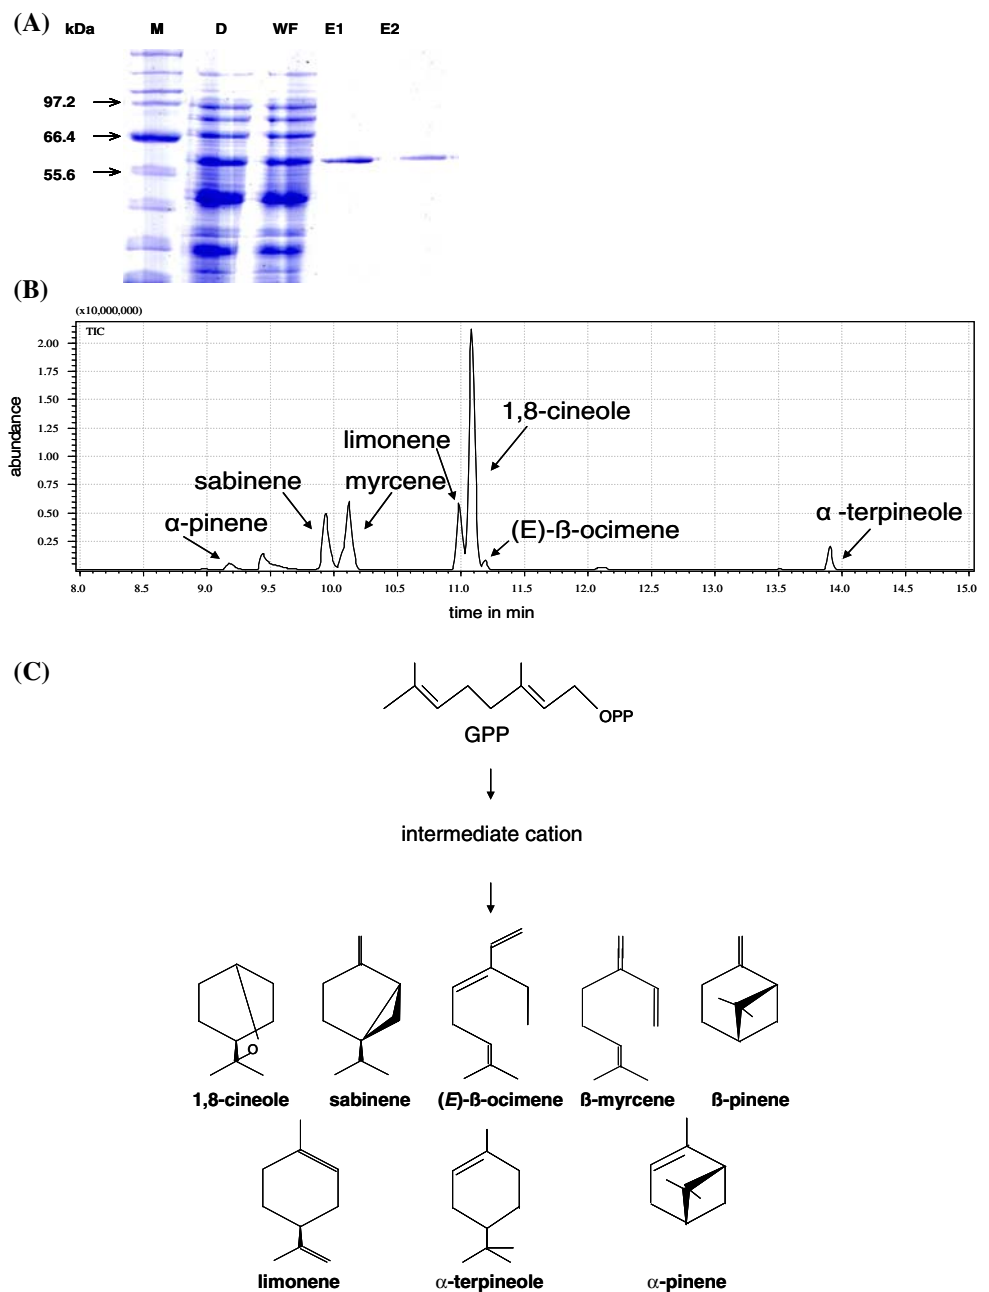 (A) kDa M D WF E1 E2
97.2
66.4
55.6
(B)
(x10,000,000)
TIC
2.00
1.75
1.50
1.25
1.00
0.75
0.50
0.25
abundance
1,8-cineole
limonene
sabinene
myrcene
α-pinene
(E)-ß-ocimene
α -terpineole
8.0 8.5 9.0 9.5 10.0 10.5 11.0 11.5 12.0 12.5 13.0 13.5 14.0 14.5 15.0
time in min
(C)
OPP
GPP
intermediate cation
O
1,8-cineole sabinene (E)-ß-ocimene ß-myrcene ß-pinene
limonene α-terpineole α-pinene